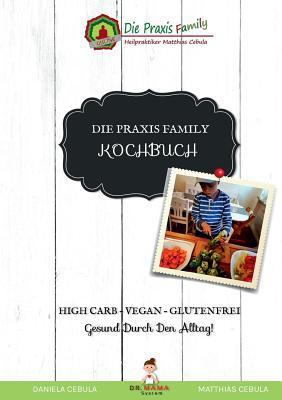 Die Praxis Family
Heilpraktiker Matthias Cebula
DIE PRAXIS FAMILY
KOCHBUCH
HIGH CARB - VEGAN - GLUTENFREI
Gesund Durch Den Alltag!
DR. MAMA
System
DANIELA CEBULA
MATTHIAS CEBULA